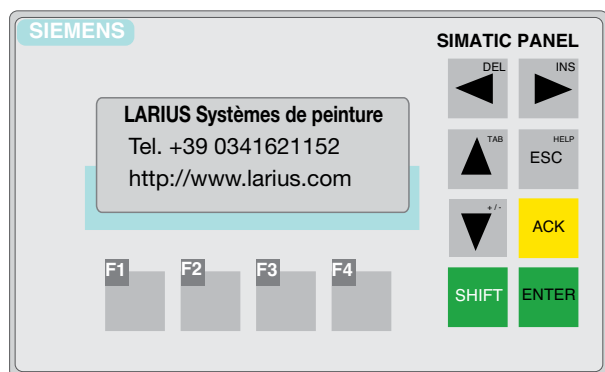 SIEMENS
SIMATIC PANEL
DEL
INS
LARIUS Systèmes de peinture
Tel. +39 0341621152
http://www.larius.com
TAB
HELP
ESC
+/-
ACK
F1 F2 F3 F4
SHIFT
ENTER